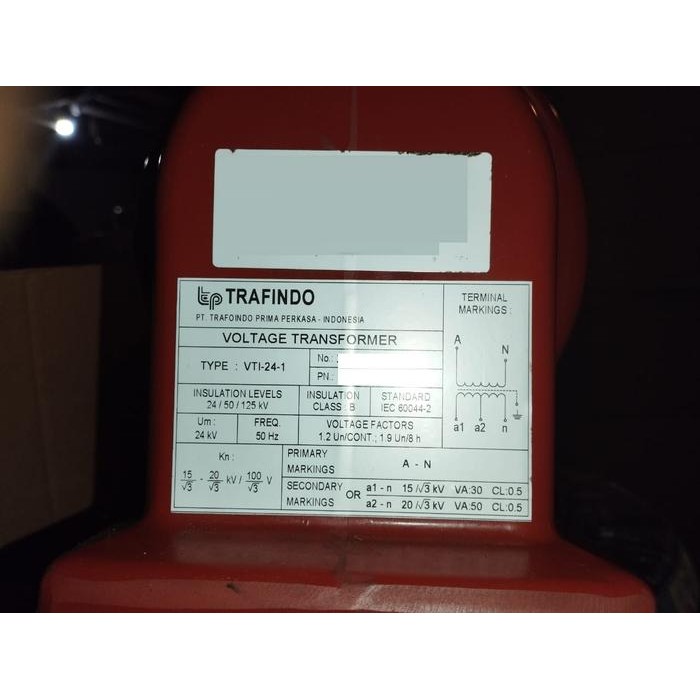 TRAFINDO
PT. TRAFOINDO PRIMA PERKASA - INDONESIA
VOLTAGE TRANSFORMER
TYPE : VTI-24-1
No.:
PN.:
INSULATION LEVELS
24 / 50 / 125 kV
INSULATION
CLASS : B
STANDARD
IEC 60044-2
Um :
24 kV
FREQ.
50 Hz
VOLTAGE FACTORS
1.2 Un/CONT.; 1.9 Un/8 h
Kn :
15/√3 - 20/√3 kV / 100/√3 V
PRIMARY
MARKINGS
A - N
SECONDARY
MARKINGS
OR
a1 - n 15/√3 kV VA:30 CL:0.5
a2 - n 20/√3 kV VA:50 CL:0.5
TERMINAL
MARKINGS :
A
N
a1 a2 n